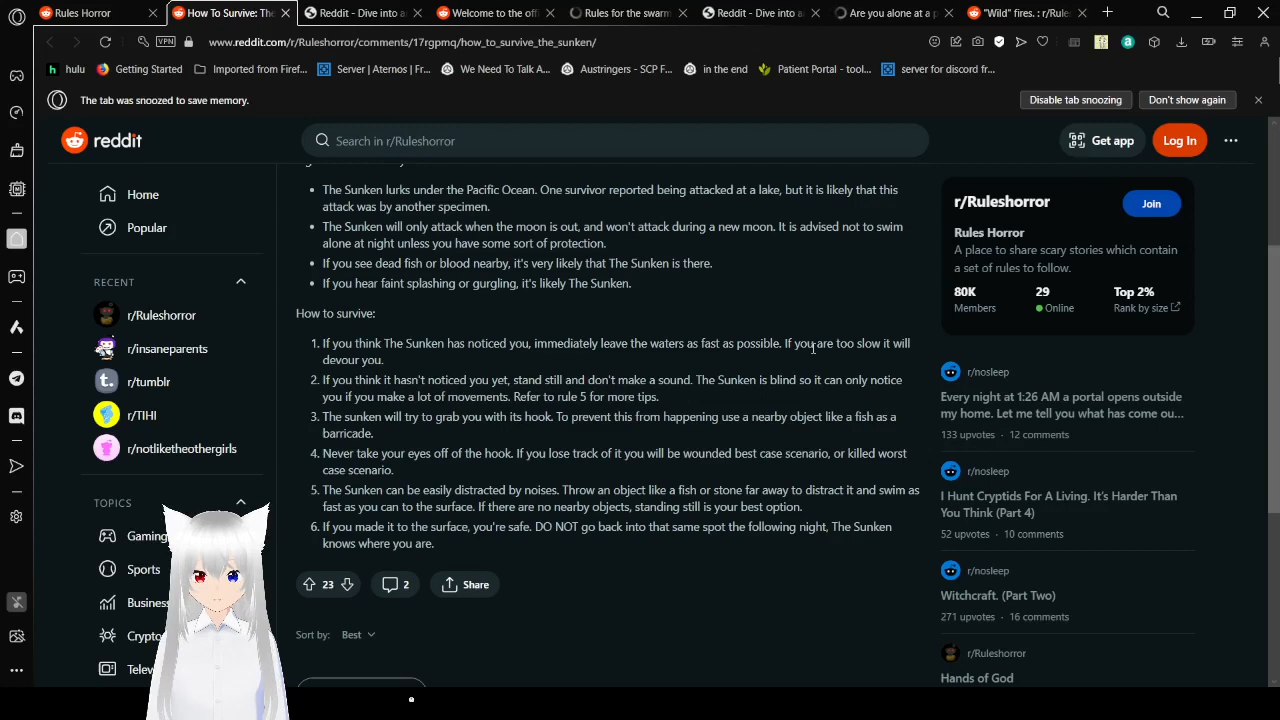 Rules Horror
How To Survive: The
Reddit - Dive into a
Welcome to the offi
Rules for the swarm
Reddit - Dive into a
Are you alone at a p
"Wild" fires. : r/Rules
VPN
www.reddit.com/r/Ruleshorror/comments/17rgpmq/how_to_survive_the_sunken/
hulu
Getting Started
Imported from Firef...
Server | Aternos | Fr...
We Need To Talk A...
Austringers - SCP F...
in the end
Patient Portal - tool...
server for discord fr...
The tab was snoozed to save memory.
Disable tab snoozing
Don't show again
reddit
Search in r/Ruleshorror
Get app
Log In
Home
Popular
RECENT
r/Ruleshorror
r/insaneparents
r/tumblr
r/TIHI
r/notliketheothergirls
TOPICS
Gaming
Sports
Business
Crypto
Telev
• The Sunken lurks under the Pacific Ocean. One survivor reported being attacked at a lake, but it is likely that this
attack was by another specimen.
• The Sunken will only attack when the moon is out, and won't attack during a new moon. It is advised not to swim
alone at night unless you have some sort of protection.
• If you see dead fish or blood nearby, it's very likely that The Sunken is there.
• If you hear faint splashing or gurgling, it's likely The Sunken.
How to survive:
1. If you think The Sunken has noticed you, immediately leave the waters as fast as possible. If you are too slow it will
devour you.
2. If you think it hasn't noticed you yet, stand still and don't make a sound. The Sunken is blind so it can only notice
you if you make a lot of movements. Refer to rule 5 for more tips.
3. The sunken will try to grab you with its hook. To prevent this from happening use a nearby object like a fish as a
barricade.
4. Never take your eyes off of the hook. If you lose track of it you will be wounded best case scenario, or killed worst
case scenario.
5. The Sunken can be easily distracted by noises. Throw an object like a fish or stone far away to distract it and swim as
fast as you can to the surface. If there are no nearby objects, standing still is your best option.
6. If you made it to the surface, you're safe. DO NOT go back into that same spot the following night, The Sunken
knows where you are.
23
2
Share
Sort by: Best
r/Ruleshorror
Join
Rules Horror
A place to share scary stories which contain
a set of rules to follow.
80K
29
Top 2%
Members
Online
Rank by size
r/nosleep
Every night at 1:26 AM a portal opens outside
my home. Let me tell you what has come ou...
133 upvotes · 12 comments
r/nosleep
I Hunt Cryptids For A Living. It's Harder Than
You Think (Part 4)
52 upvotes · 10 comments
r/nosleep
Witchcraft. (Part Two)
271 upvotes · 16 comments
r/Ruleshorror
Hands of God